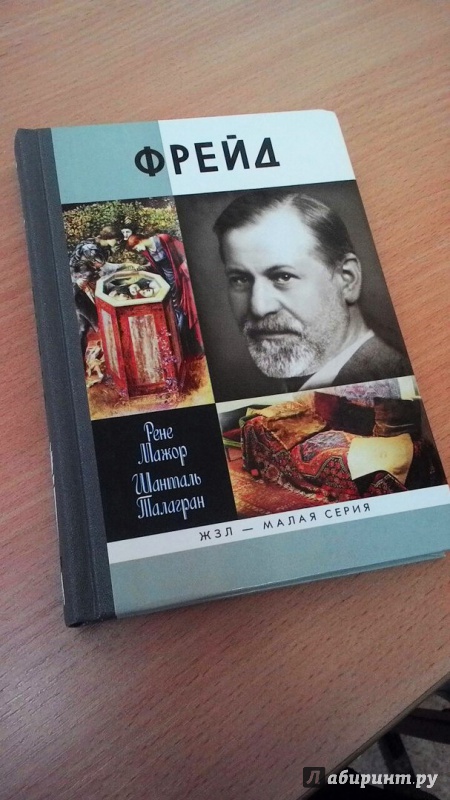 ФРЕЙД
Рене
Мажор
Шанталь
Талагран
ЖЗЛ — МАЛАЯ СЕРИЯ
Лабиринт.ру